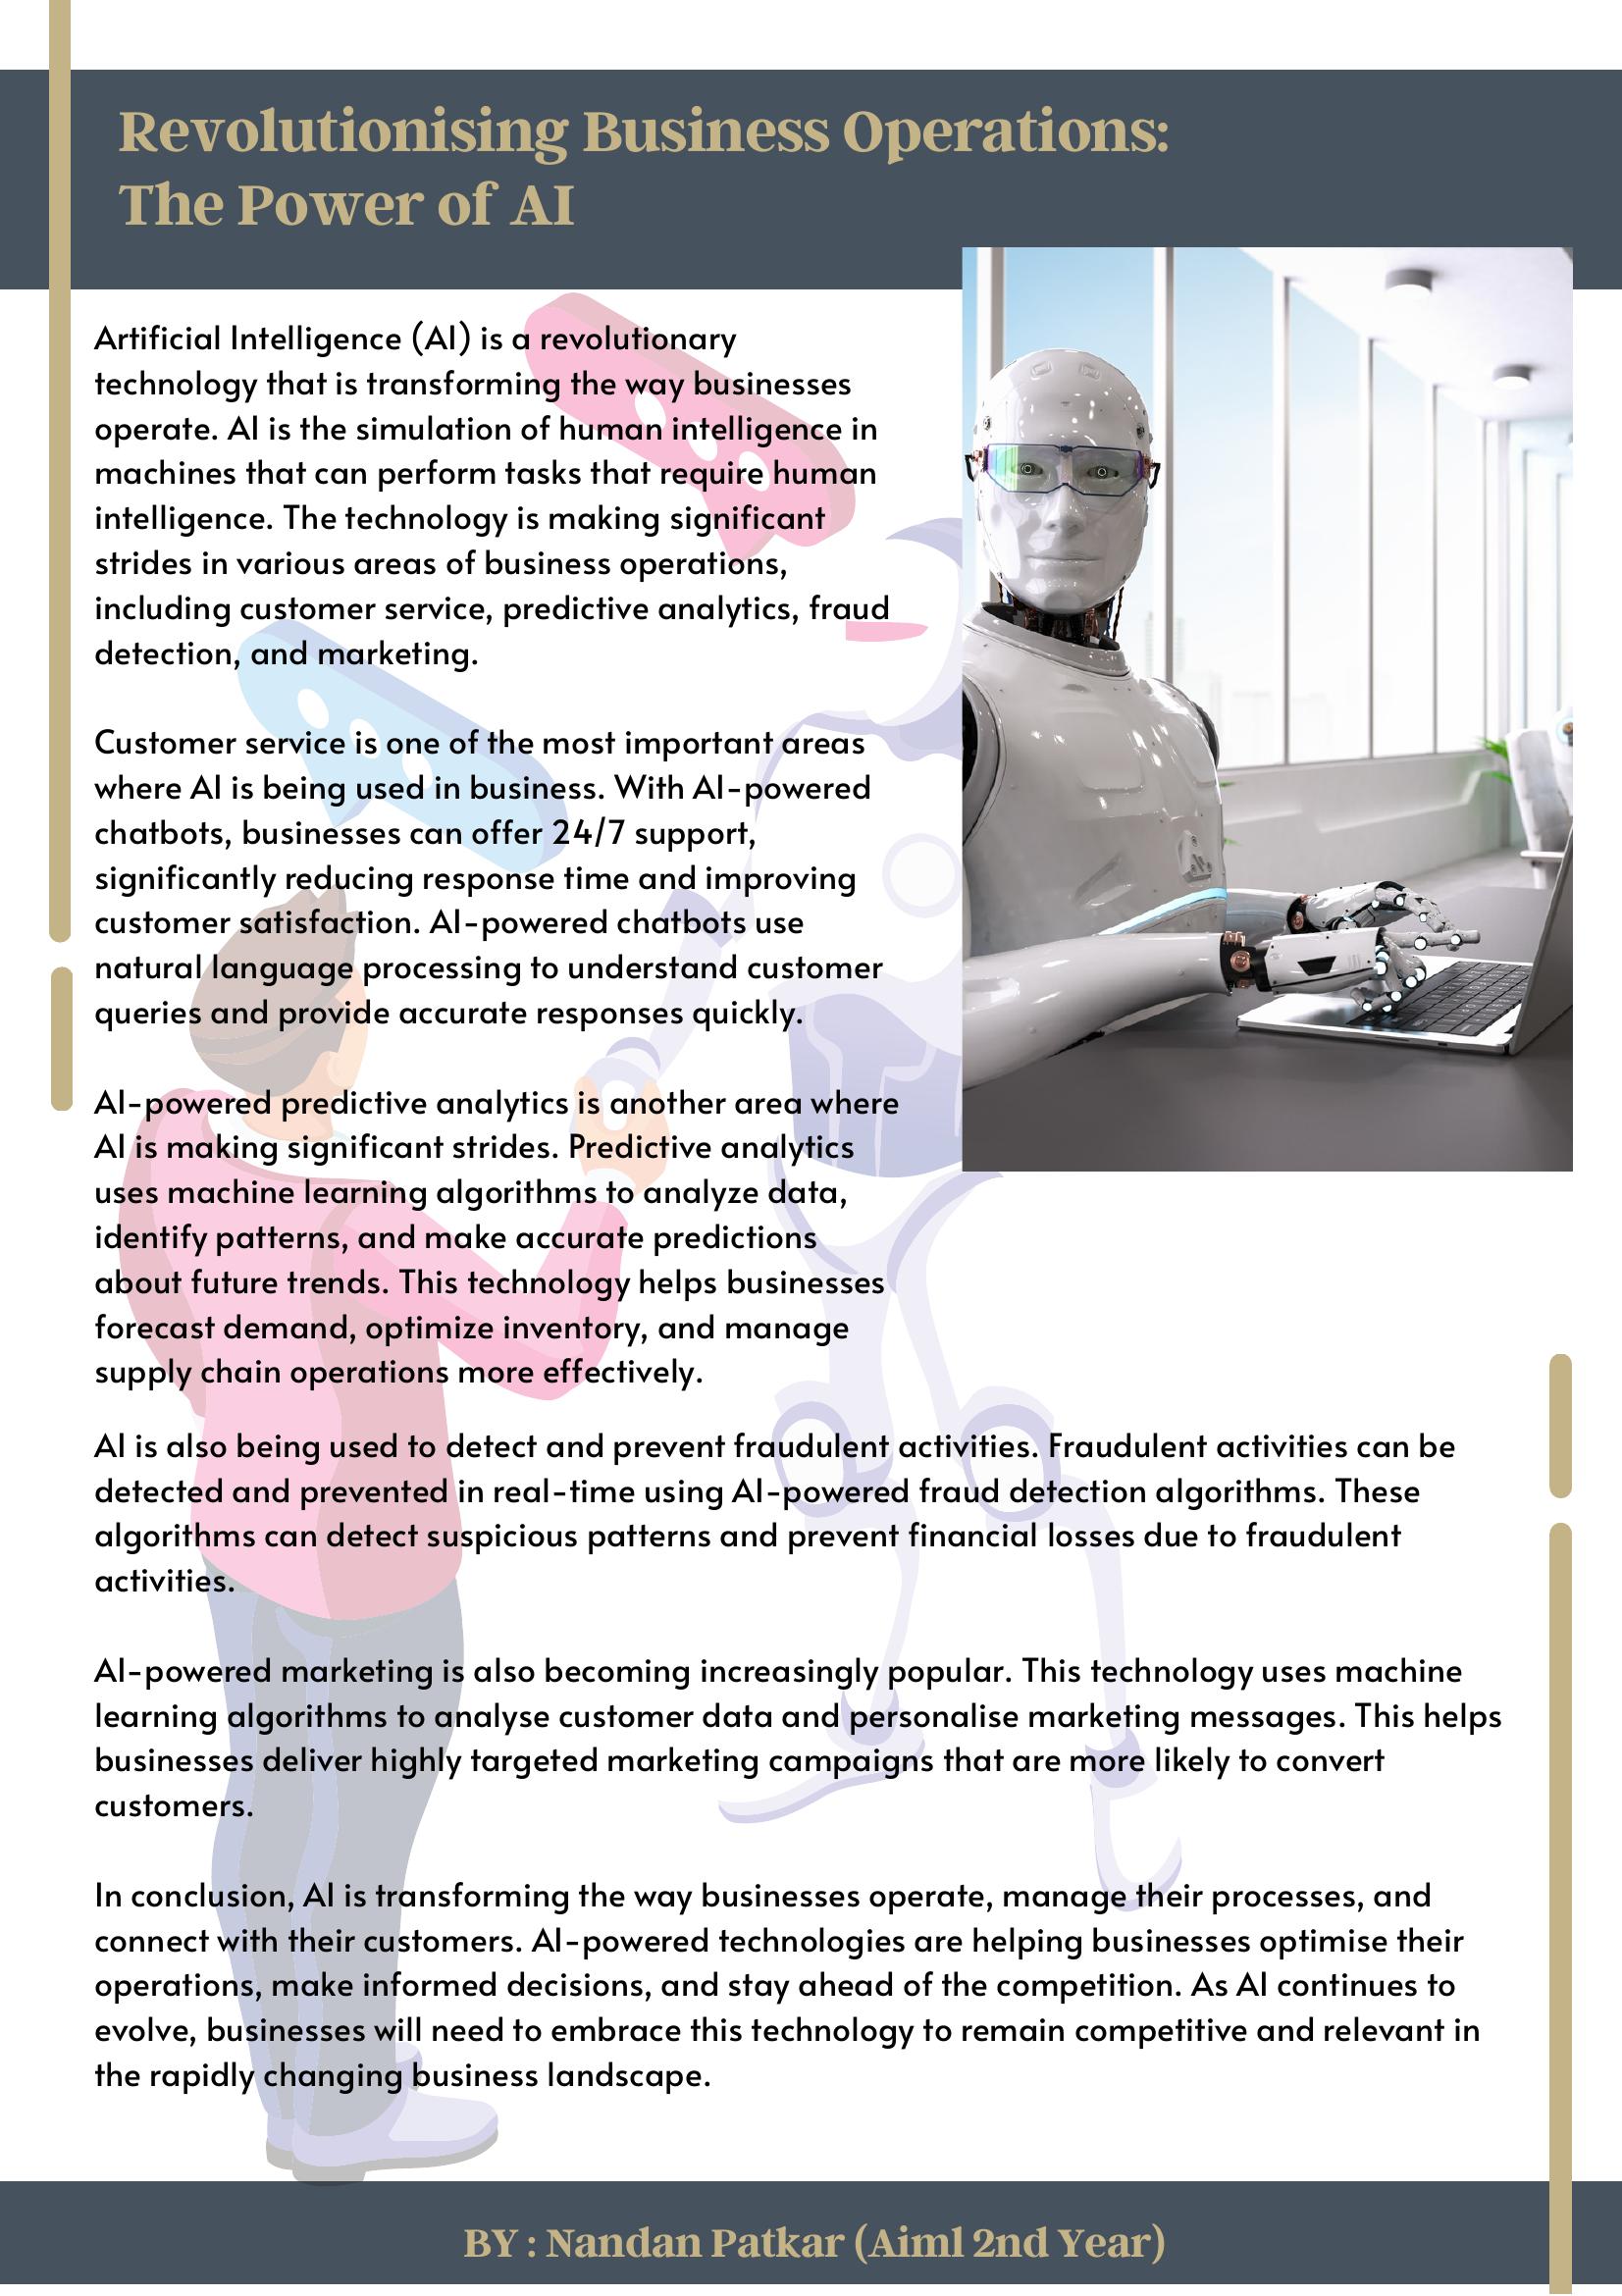 Revolutionising Business Operations:
The Power of AI
Artificial Intelligence (AI) is a revolutionary
technology that is transforming the way businesses
operate. AI is the simulation of human intelligence in
machines that can perform tasks that require human
intelligence. The technology is making significant
strides in various areas of business operations,
including customer service, predictive analytics, fraud
detection, and marketing.
Customer service is one of the most important areas
where AI is being used in business. With AI-powered
chatbots, businesses can offer 24/7 support,
significantly reducing response time and improving
customer satisfaction. AI-powered chatbots use
natural language processing to understand customer
queries and provide accurate responses quickly.
AI-powered predictive analytics is another area where
AI is making significant strides. Predictive analytics
uses machine learning algorithms to analyze data,
identify patterns, and make accurate predictions
about future trends. This technology helps businesses
forecast demand, optimize inventory, and manage
supply chain operations more effectively.
AI is also being used to detect and prevent fraudulent activities. Fraudulent activities can be
detected and prevented in real-time using AI-powered fraud detection algorithms. These
algorithms can detect suspicious patterns and prevent financial losses due to fraudulent
activities.
AI-powered marketing is also becoming increasingly popular. This technology uses machine
learning algorithms to analyse customer data and personalise marketing messages. This helps
businesses deliver highly targeted marketing campaigns that are more likely to convert
customers.
In conclusion, AI is transforming the way businesses operate, manage their processes, and
connect with their customers. AI-powered technologies are helping businesses optimise their
operations, make informed decisions, and stay ahead of the competition. As AI continues to
evolve, businesses will need to embrace this technology to remain competitive and relevant in
the rapidly changing business landscape.
BY : Nandan Patkar (Aiml 2nd Year)